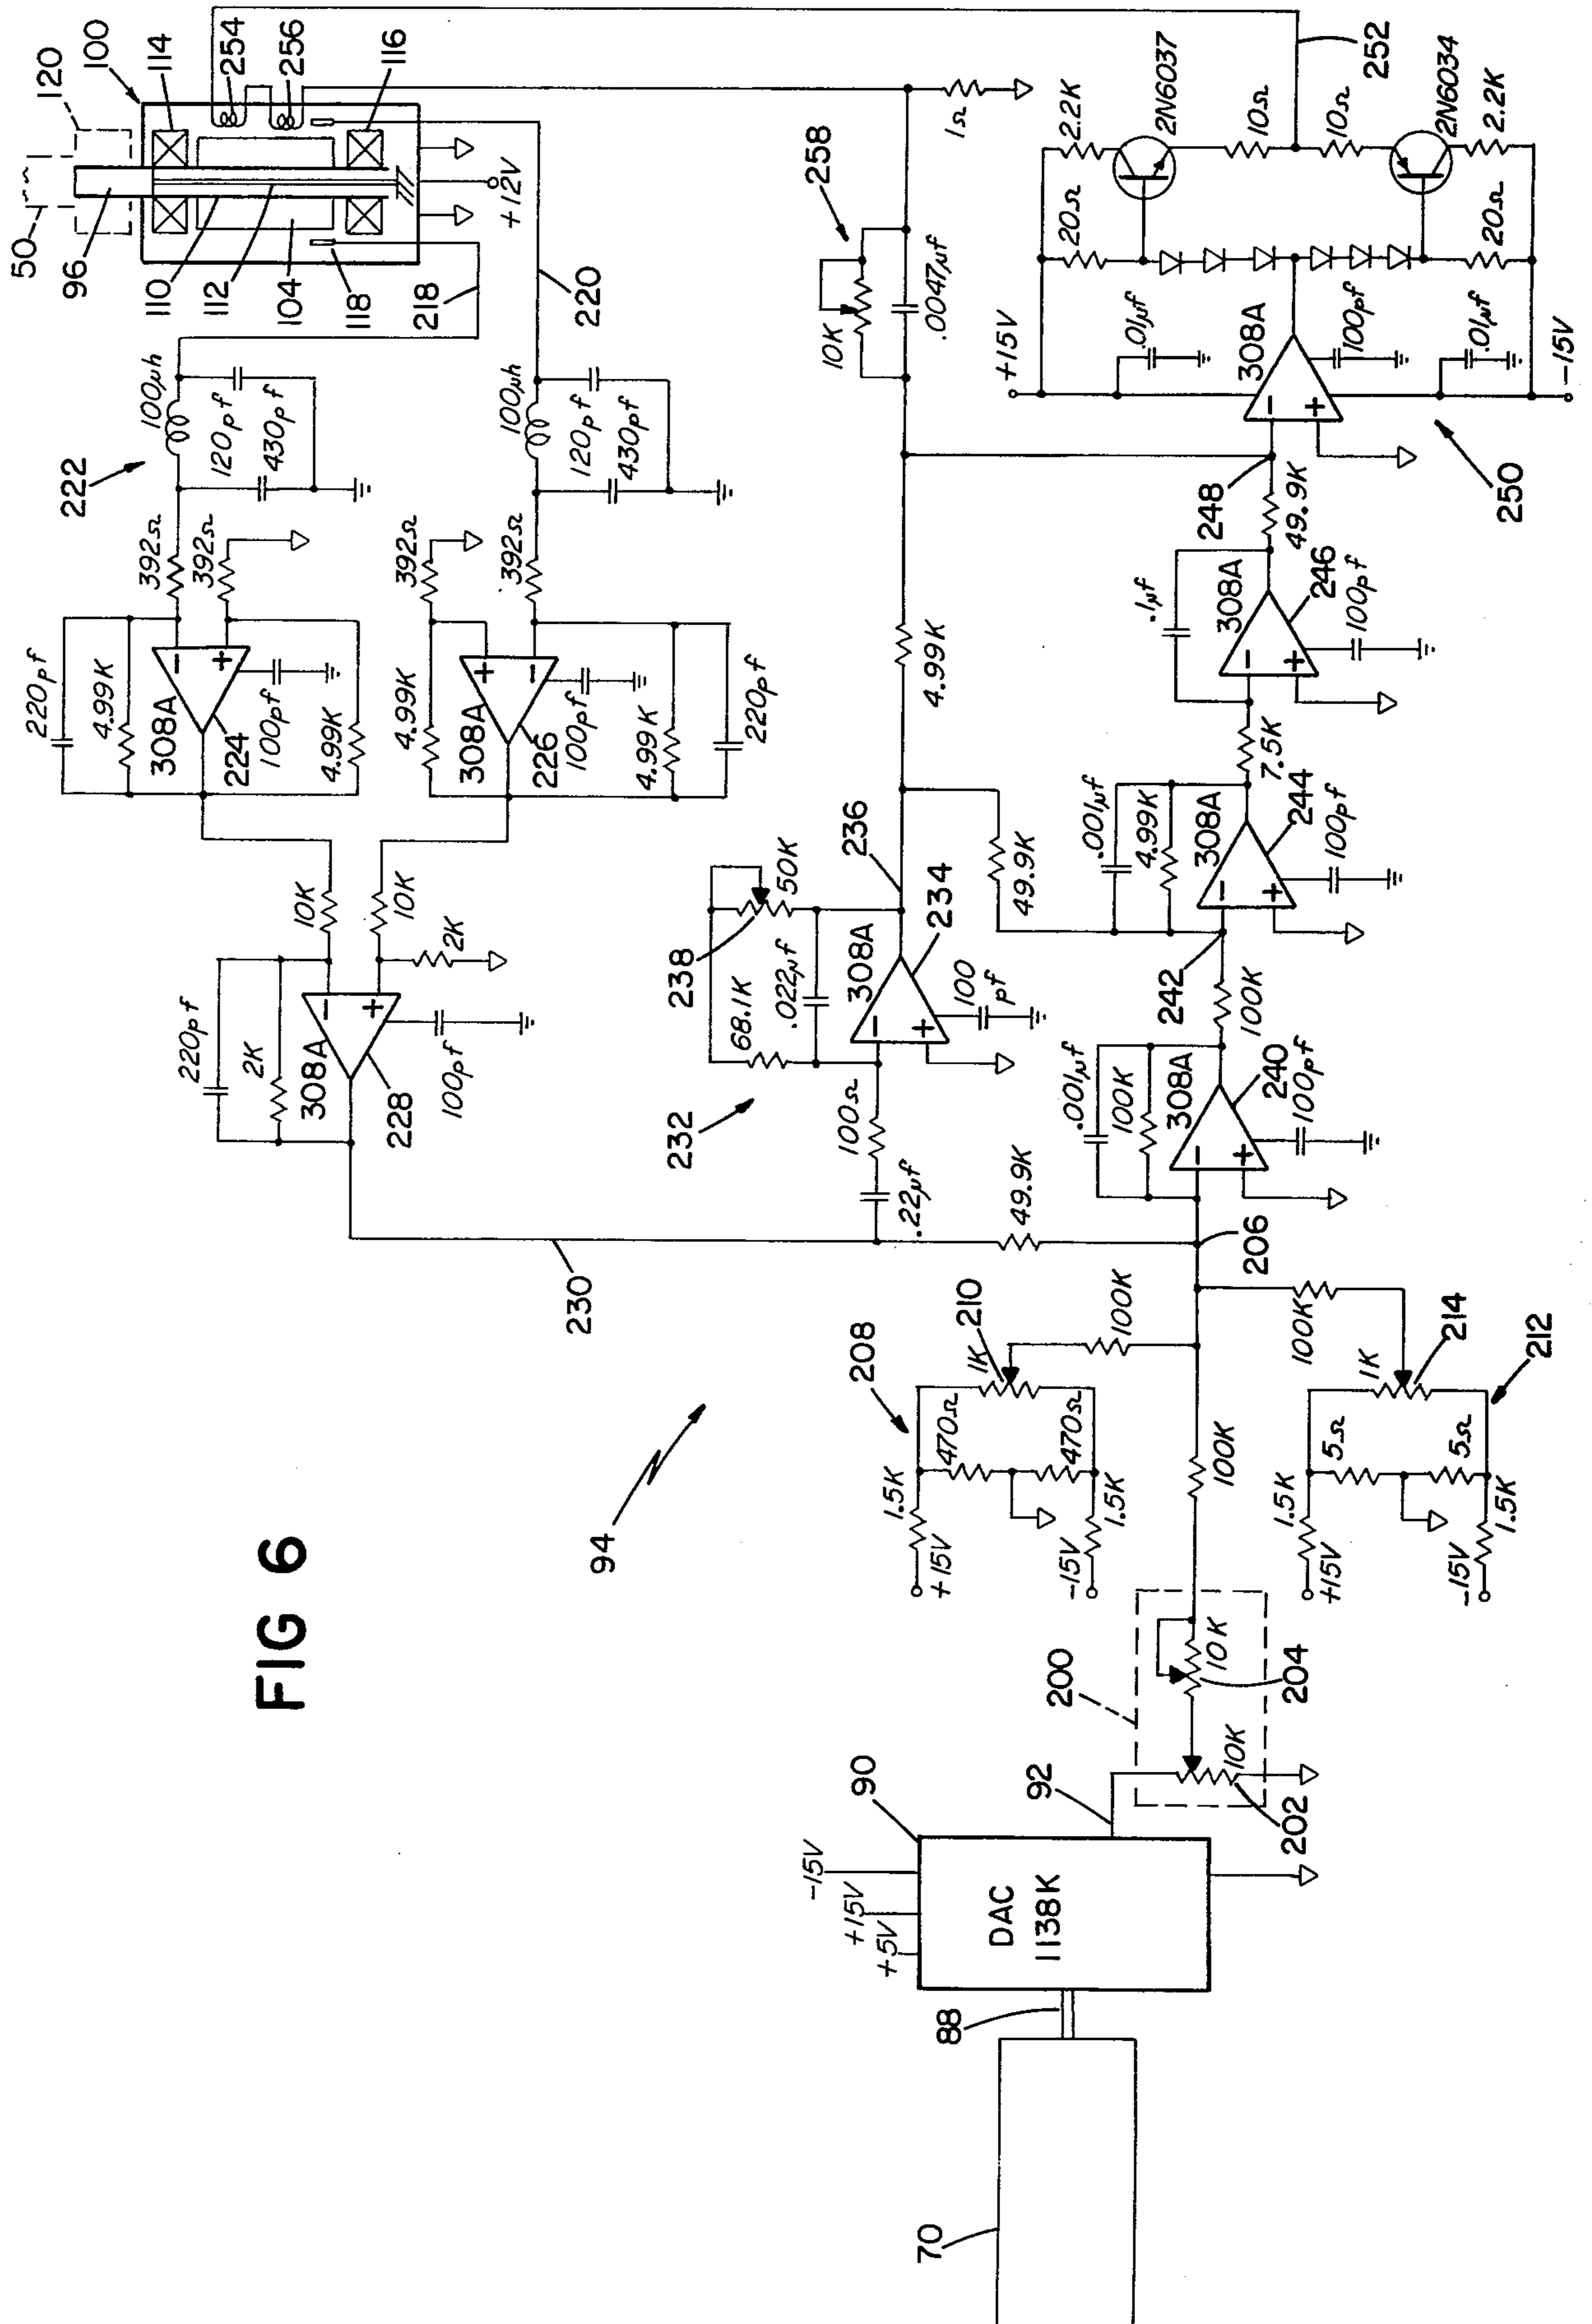 FIG 6
50
96
110
112
104
118
218
120
100
114
254
256
116
+12V
220
252
222
100µh
120pf
430pf
392Ω
392Ω
220pf
4.99K
308A
224
100pf
4.99K
100µh
120pf
430pf
392Ω
392Ω
4.99K
308A
226
100pf
4.99K
220pf
10K
10K
2K
220pf
2K
308A
228
100pf
230
232
238
50K
68.1K
.022µf
308A
234
100
pf
236
100Ω
.22µf
49.9K
4.99K
49.9K
258
10K
.0047µf
1Ω
+15V
.01µf
308A
100pf
.01µf
-15V
20Ω
20Ω
2.2K
2N6037
10Ω
10Ω
2N6034
2.2K
250
248
49.9K
.1µf
308A
246
100pf
7.5K
.001µf
4.99K
308A
244
100pf
242
100K
.001µf
100K
308A
240
100pf
206
94
208
210
1K
100K
470Ω
470Ω
1.5K
+15V
-15V
1.5K
100K
100K
1K
214
212
5Ω
5Ω
1.5K
+15V
-15V
1.5K
200
10K
204
10K
202
92
90
-15V
+15V
+5V
DAC
1138K
88
70